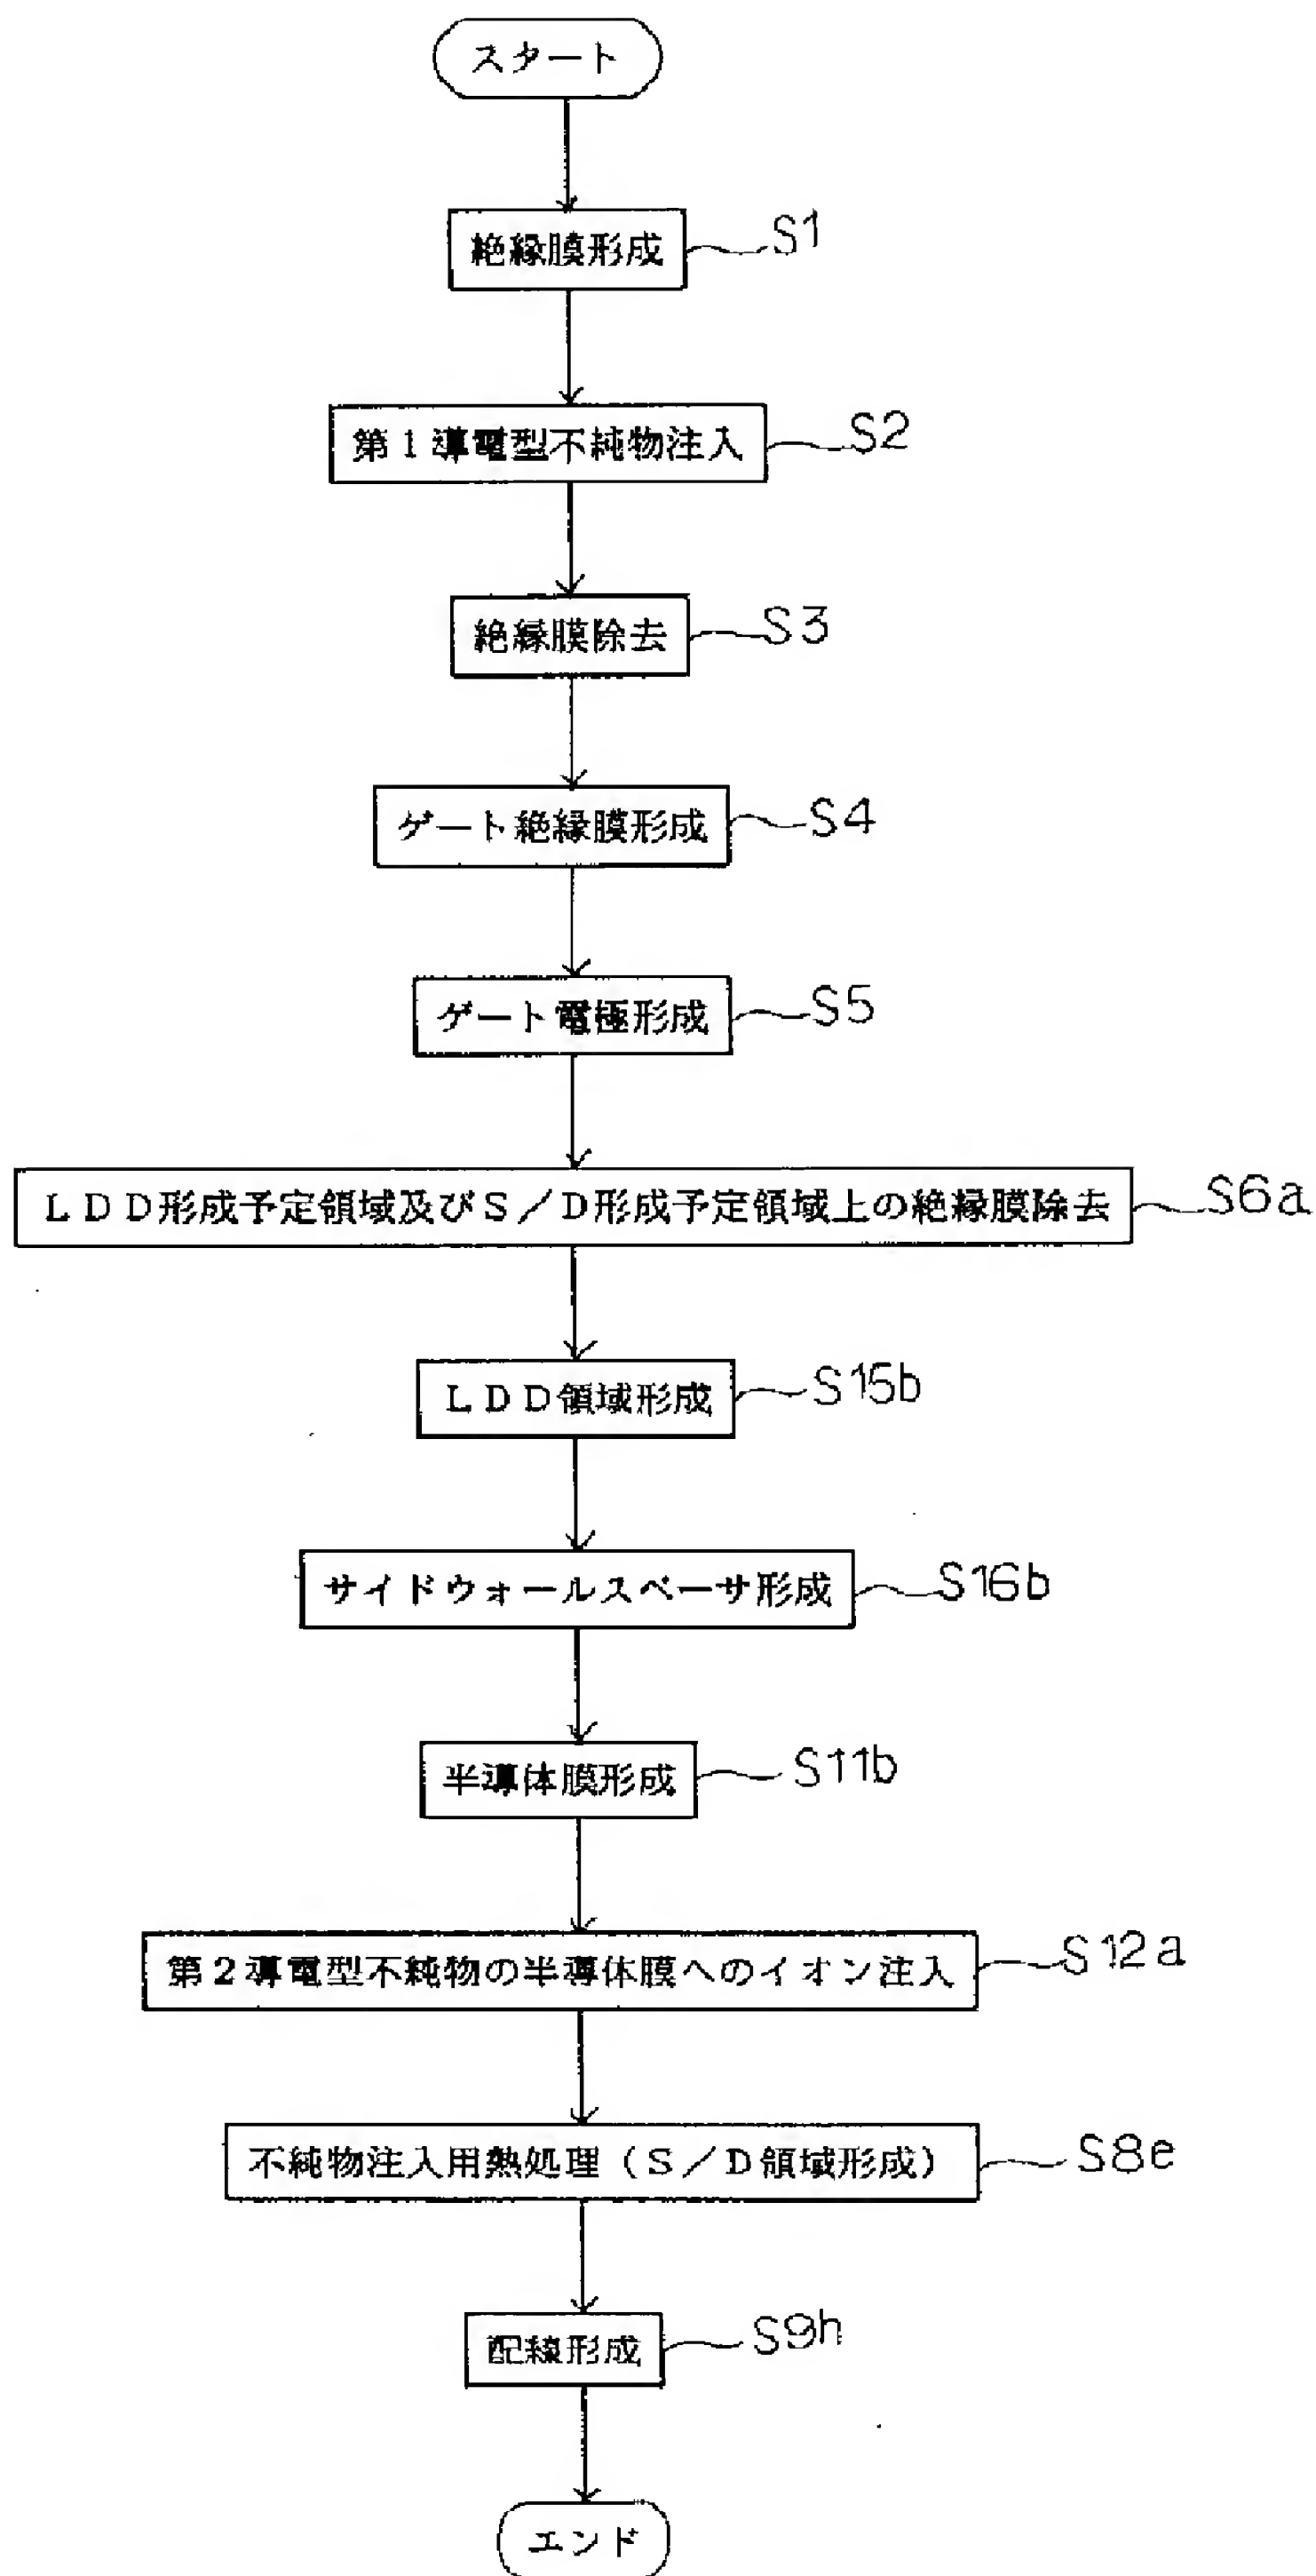 スタート
絶縁膜形成 S1
第1導電型不純物注入 S2
絶縁膜除去 S3
ゲート絶縁膜形成 S4
ゲート電極形成 S5
LDD形成予定領域及びS/D形成予定領域上の絶縁膜除去 S6a
LDD領域形成 S15b
サイドウォールスペーサ形成 S16b
半導体膜形成 S11b
第2導電型不純物の半導体膜へのイオン注入 S12a
不純物注入用熱処理(S/D領域形成) S8e
配線形成 S9h
エンド